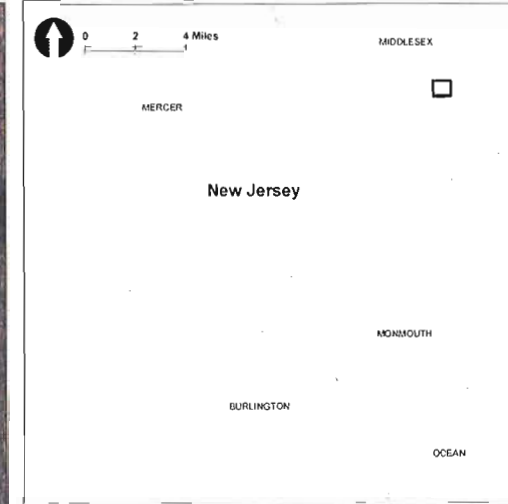 0 2 4 Miles
MIDDLESEX
MERCER
New Jersey
MONMOUTH
BURLINGTON
OCEAN